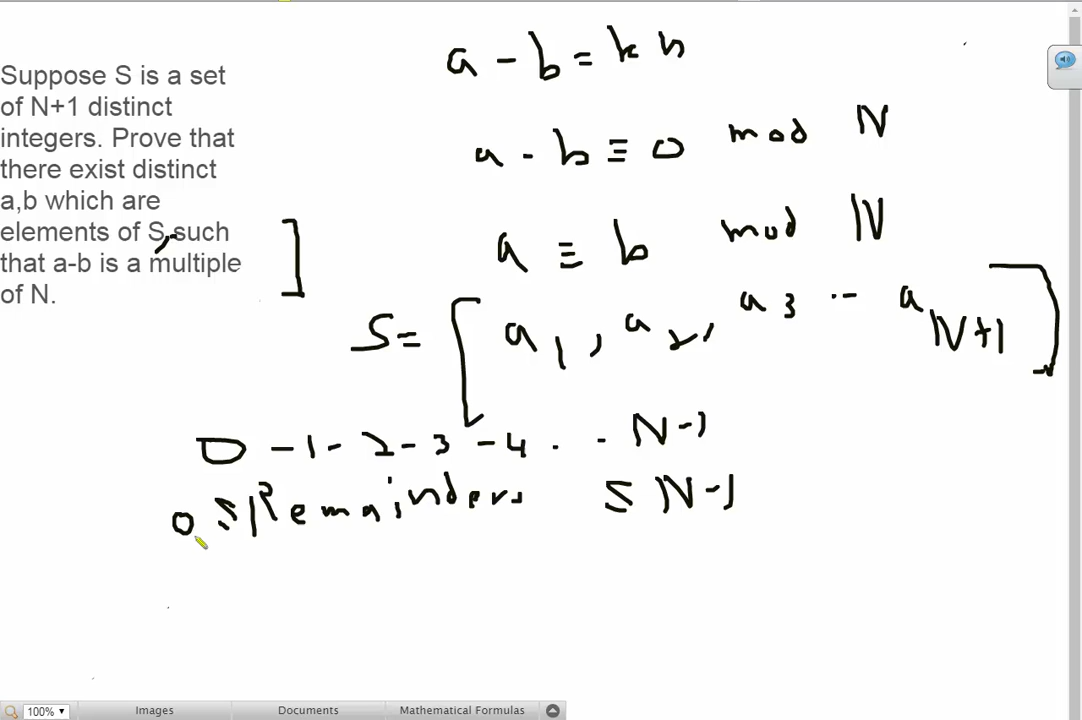 Suppose S is a set
of N+1 distinct
integers. Prove that
there exist distinct
a,b which are
elements of S, such
that a-b is a multiple
of N.
a - b = k n
a - b ≡ 0 mod N
a ≡ b mod N
S = [ a1, a2, a3 ... aN+1 ]
0 - 1 - 2 - 3 - 4 . . - N-1
0 ≤ Remainders ≤ N-1
100% Images Documents Mathematical Formulas